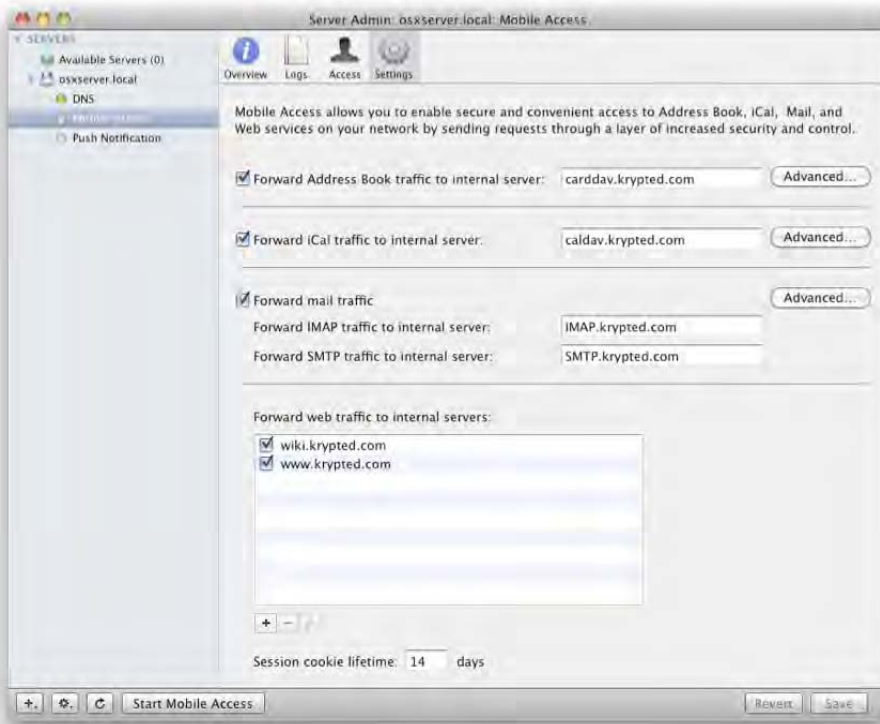 Server Admin: osxserver.local: Mobile Access
SERVERS
Available Servers (0)
osxserver.local
DNS
Push Notification
Overview
Logs
Access
Settings
Mobile Access allows you to enable secure and convenient access to Address Book, iCal, Mail, and
Web services on your network by sending requests through a layer of increased security and control.
Forward Address Book traffic to internal server: carddav.krypted.com Advanced...
Forward iCal traffic to internal server: caldav.krypted.com Advanced...
Forward mail traffic Advanced...
Forward IMAP traffic to internal server: IMAP.krypted.com
Forward SMTP traffic to internal server: SMTP.krypted.com
Forward web traffic to internal servers:
wiki.krypted.com
www.krypted.com
Session cookie lifetime: 14 days
Start Mobile Access Revert Save